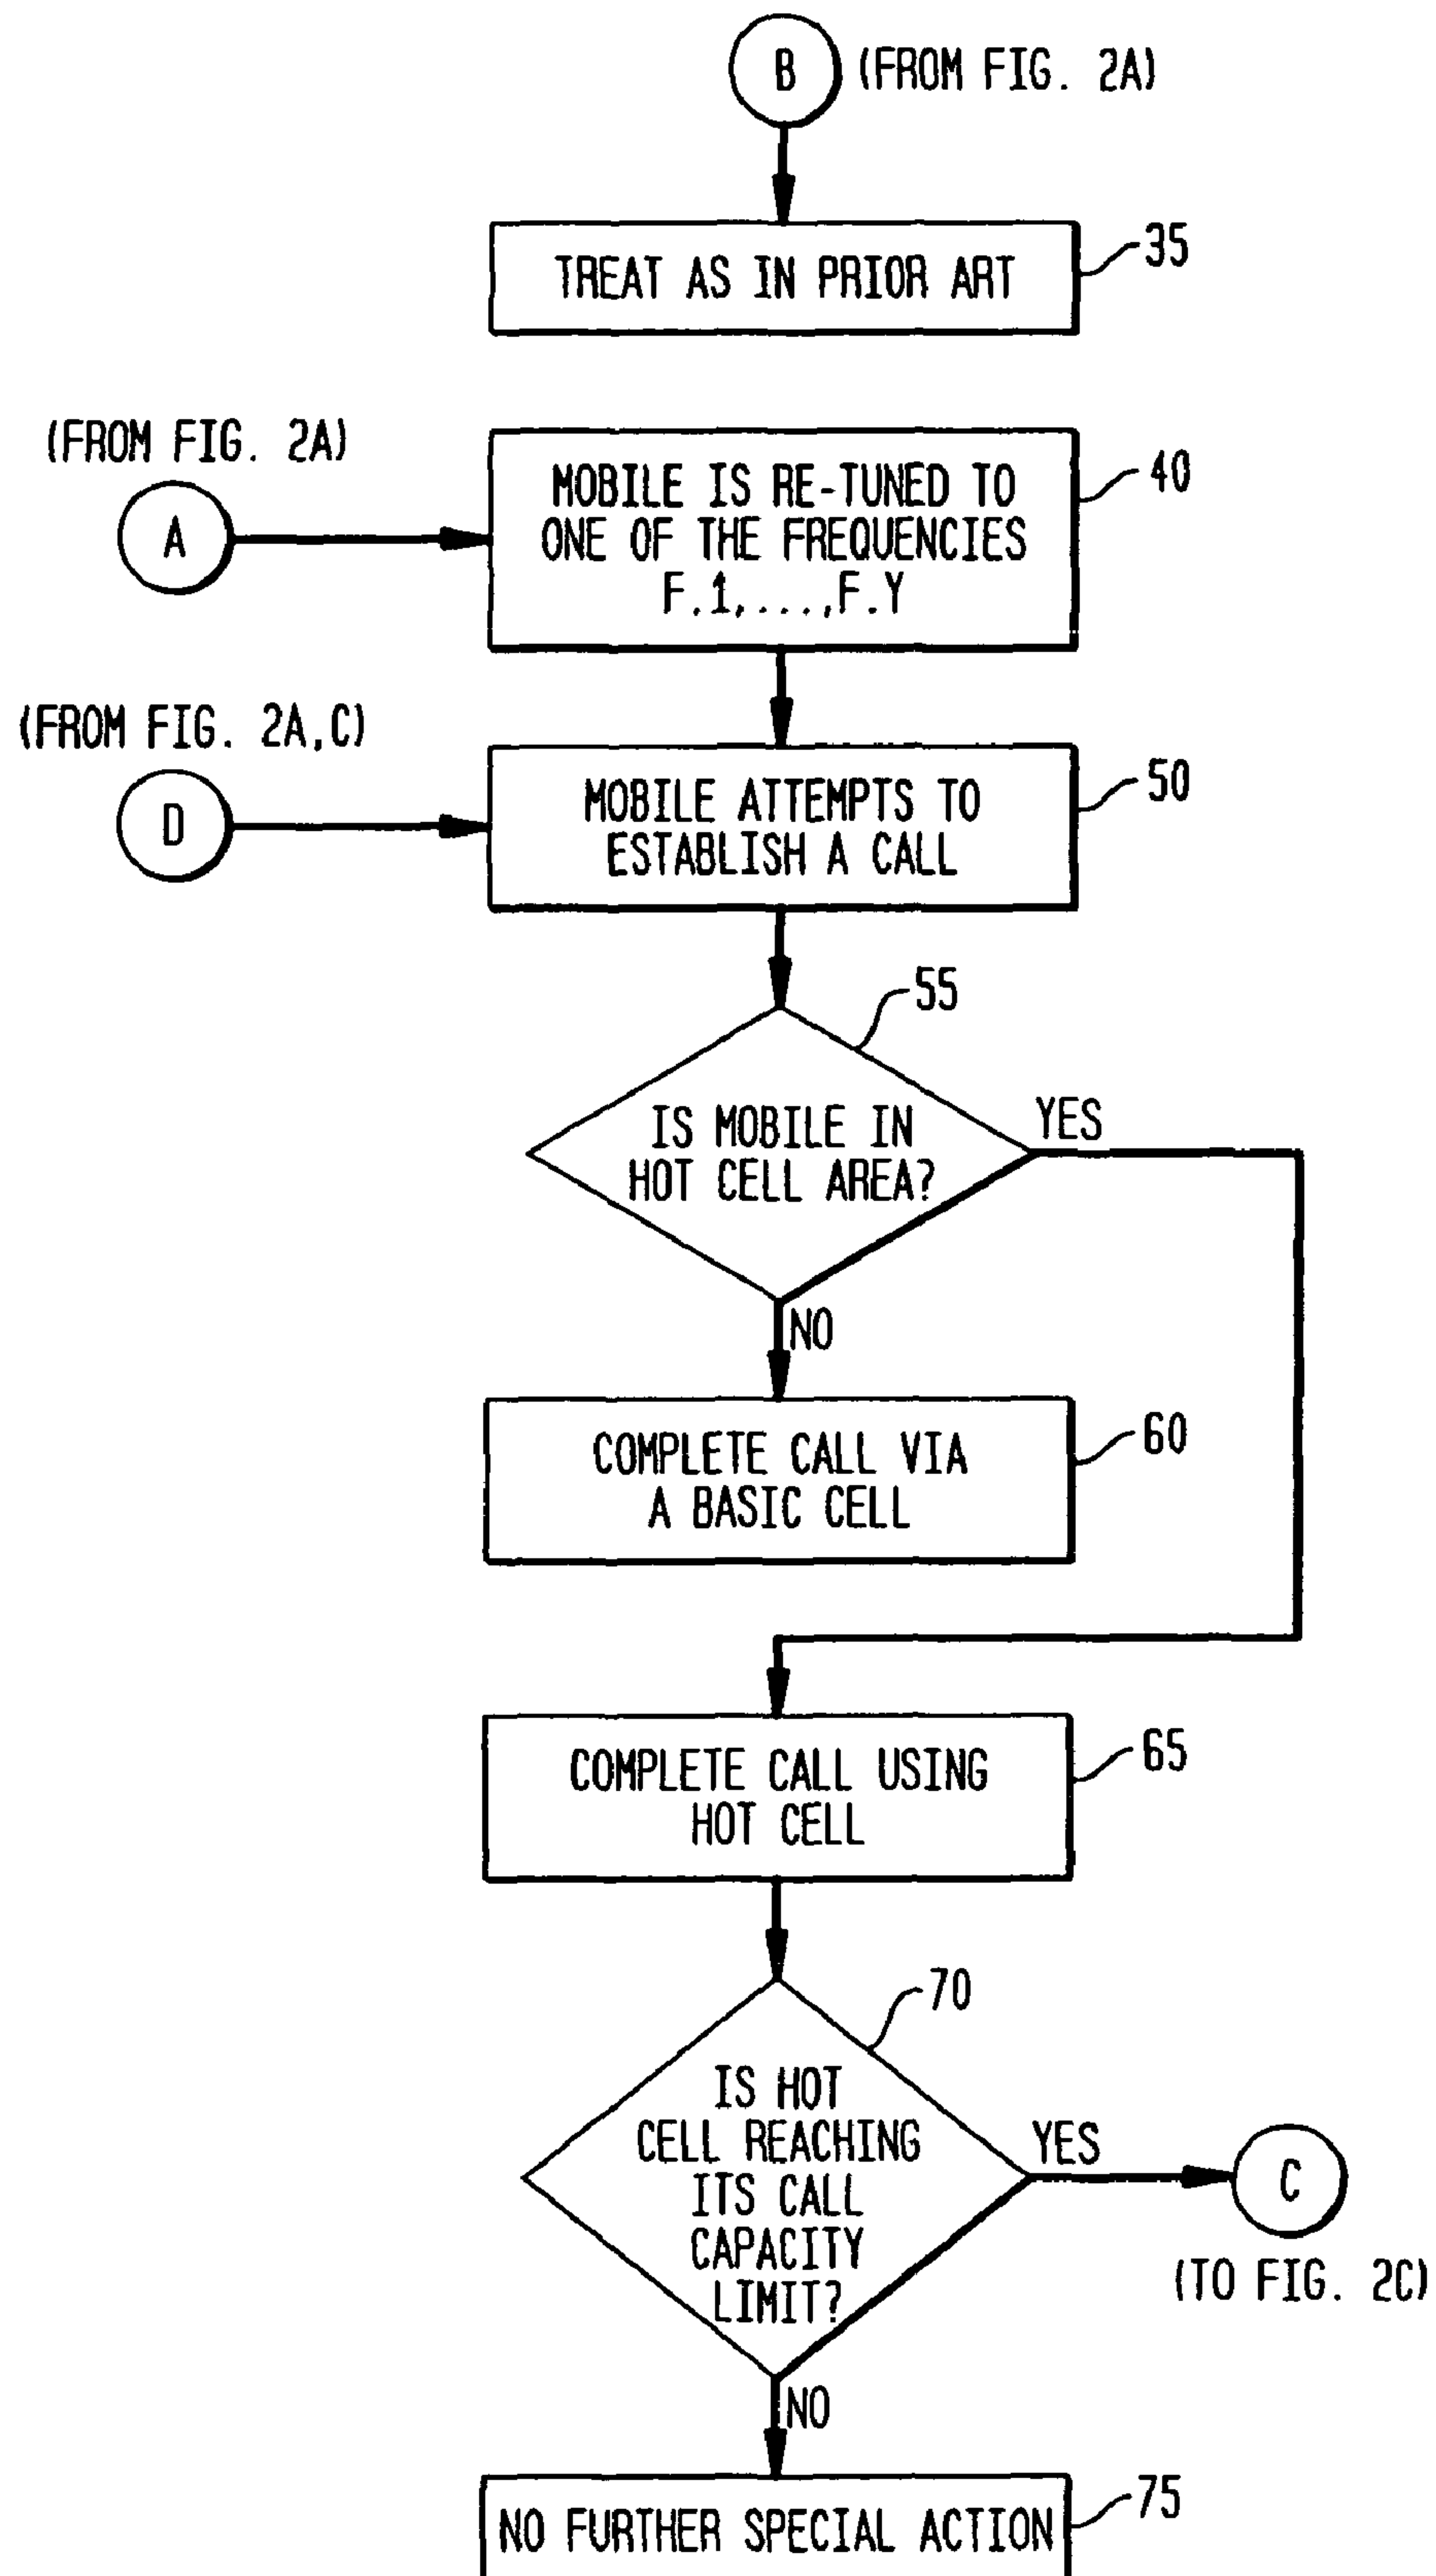 B (FROM FIG. 2A)
TREAT AS IN PRIOR ART
35
(FROM FIG. 2A)
A
MOBILE IS RE-TUNED TO
ONE OF THE FREQUENCIES
F.1,...,F.Y
40
(FROM FIG. 2A,C)
D
MOBILE ATTEMPTS TO
ESTABLISH A CALL
50
55
IS MOBILE IN
HOT CELL AREA?
YES
NO
COMPLETE CALL VIA
A BASIC CELL
60
COMPLETE CALL USING
HOT CELL
65
70
IS HOT
CELL REACHING
ITS CALL
CAPACITY
LIMIT?
YES
C
(TO FIG. 2C)
NO
NO FURTHER SPECIAL ACTION
75